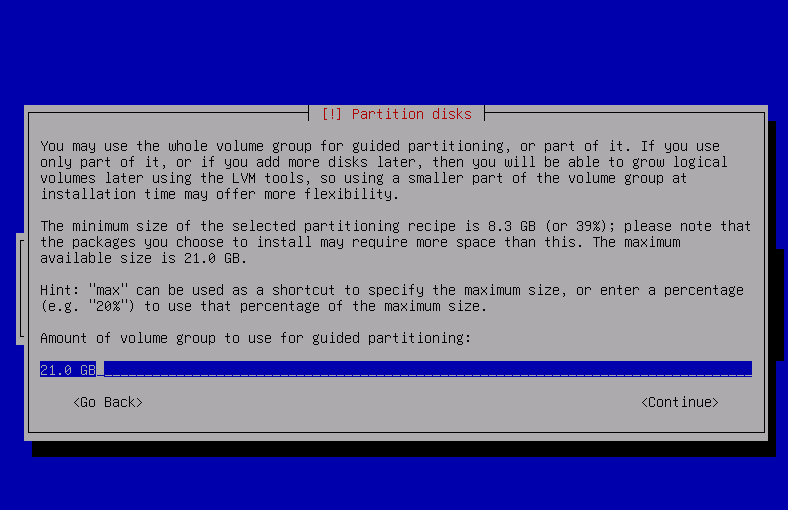 [!] Partition disks
You may use the whole volume group for guided partitioning, or part of it. If you use
only part of it, or if you add more disks later, then you will be able to grow logical
volumes later using the LVM tools, so using a smaller part of the volume group at
installation time may offer more flexibility.
The minimum size of the selected partitioning recipe is 8.3 GB (or 39%); please note that
the packages you choose to install may require more space than this. The maximum
available size is 21.0 GB.
Hint: "max" can be used as a shortcut to specify the maximum size, or enter a percentage
(e.g. "20%") to use that percentage of the maximum size.
Amount of volume group to use for guided partitioning:
21.0 GB
<Go Back> <Continue>